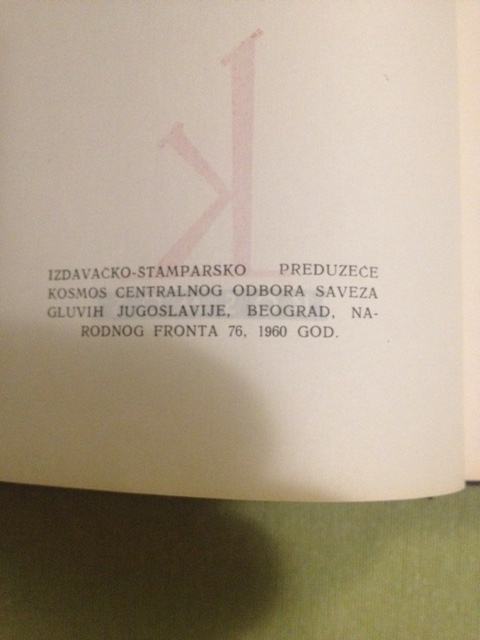 IZDAVAČKO-ŠTAMPARSKO PREDUZEĆE
KOSMOS CENTRALNOG ODBORA SAVEZA
GLUVIH JUGOSLAVIJE, BEOGRAD, NA-
RODNOG FRONTA 76, 1960 GOD.